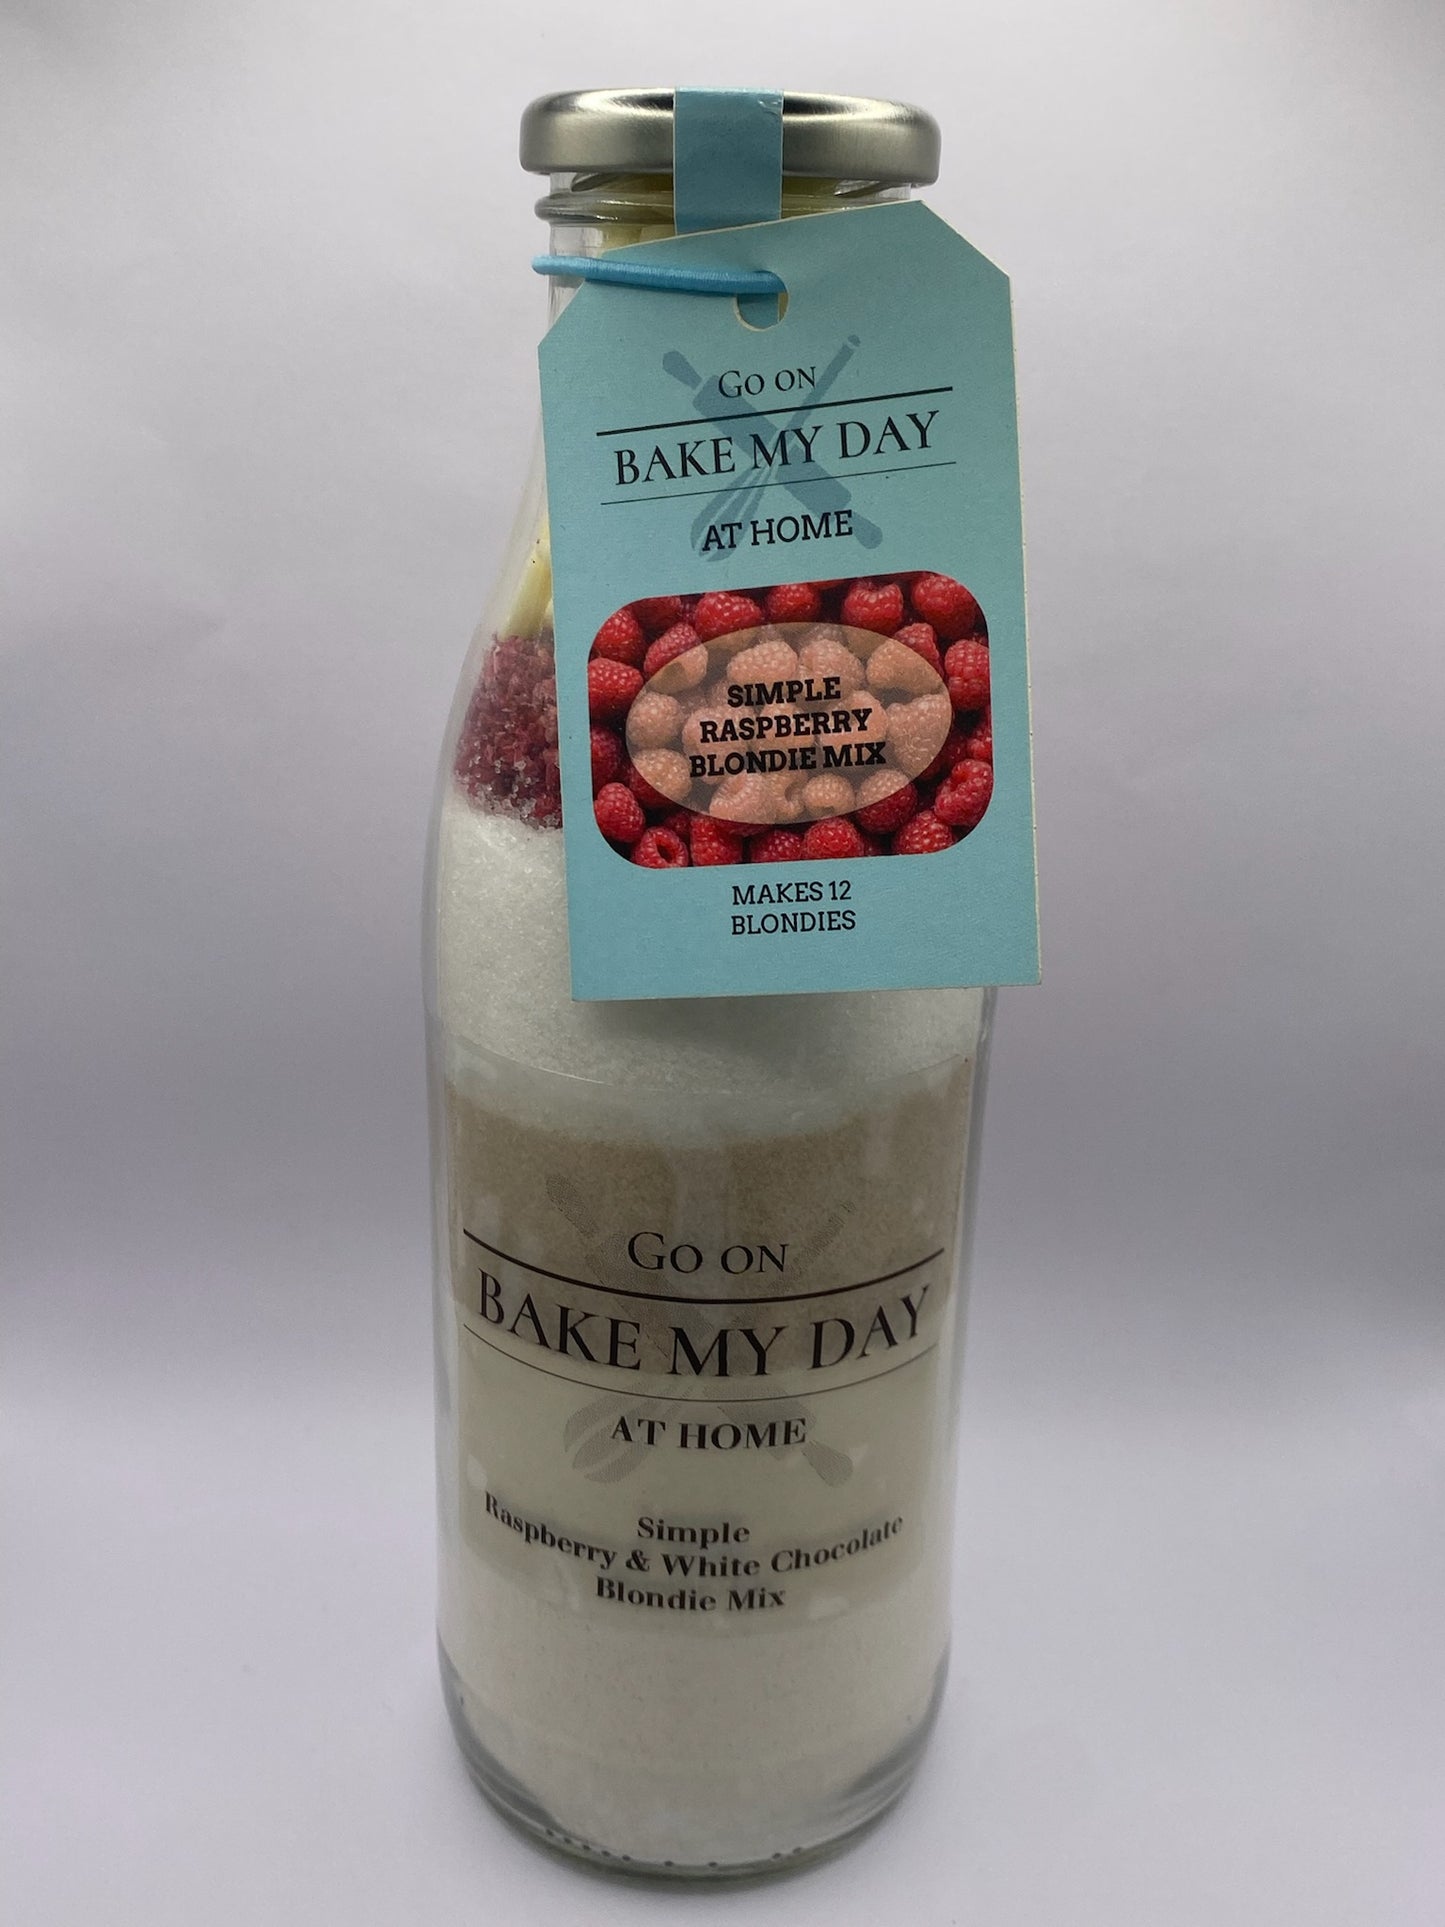 GO ON
BAKE MY DAY
AT HOME
SIMPLE
RASPBERRY
BLONDIE MIX
MAKES 12
BLONDIES
GO ON
BAKE MY DAY
AT HOME
Simple
Raspberry & White Chocolate
Blondie Mix